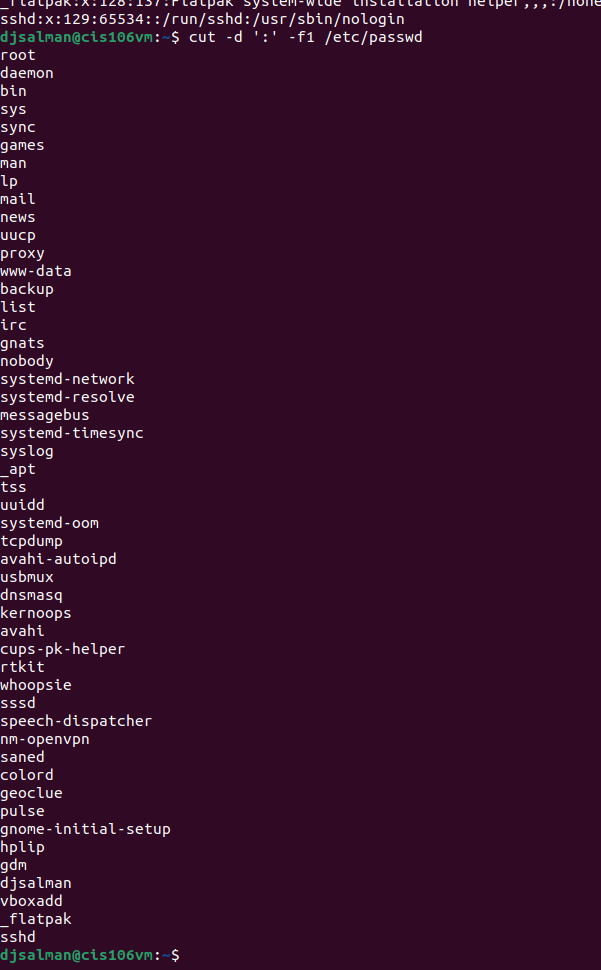 _flatpak:x:128:137:Flatpak system-wide installation helper,,,:/none
sshd:x:129:65534::/run/sshd:/usr/sbin/nologin
djsalman@cis106vm:~$ cut -d ':' -f1 /etc/passwd
root
daemon
bin
sys
sync
games
man
lp
mail
news
uucp
proxy
www-data
backup
list
irc
gnats
nobody
systemd-network
systemd-resolve
messagebus
systemd-timesync
syslog
_apt
tss
uuidd
systemd-oom
tcpdump
avahi-autoipd
usbmux
dnsmasq
kernoops
avahi
cups-pk-helper
rtkit
whoopsie
sssd
speech-dispatcher
nm-openvpn
saned
colord
geoclue
pulse
gnome-initial-setup
hplip
gdm
djsalman
vboxadd
_flatpak
sshd
djsalman@cis106vm:~$